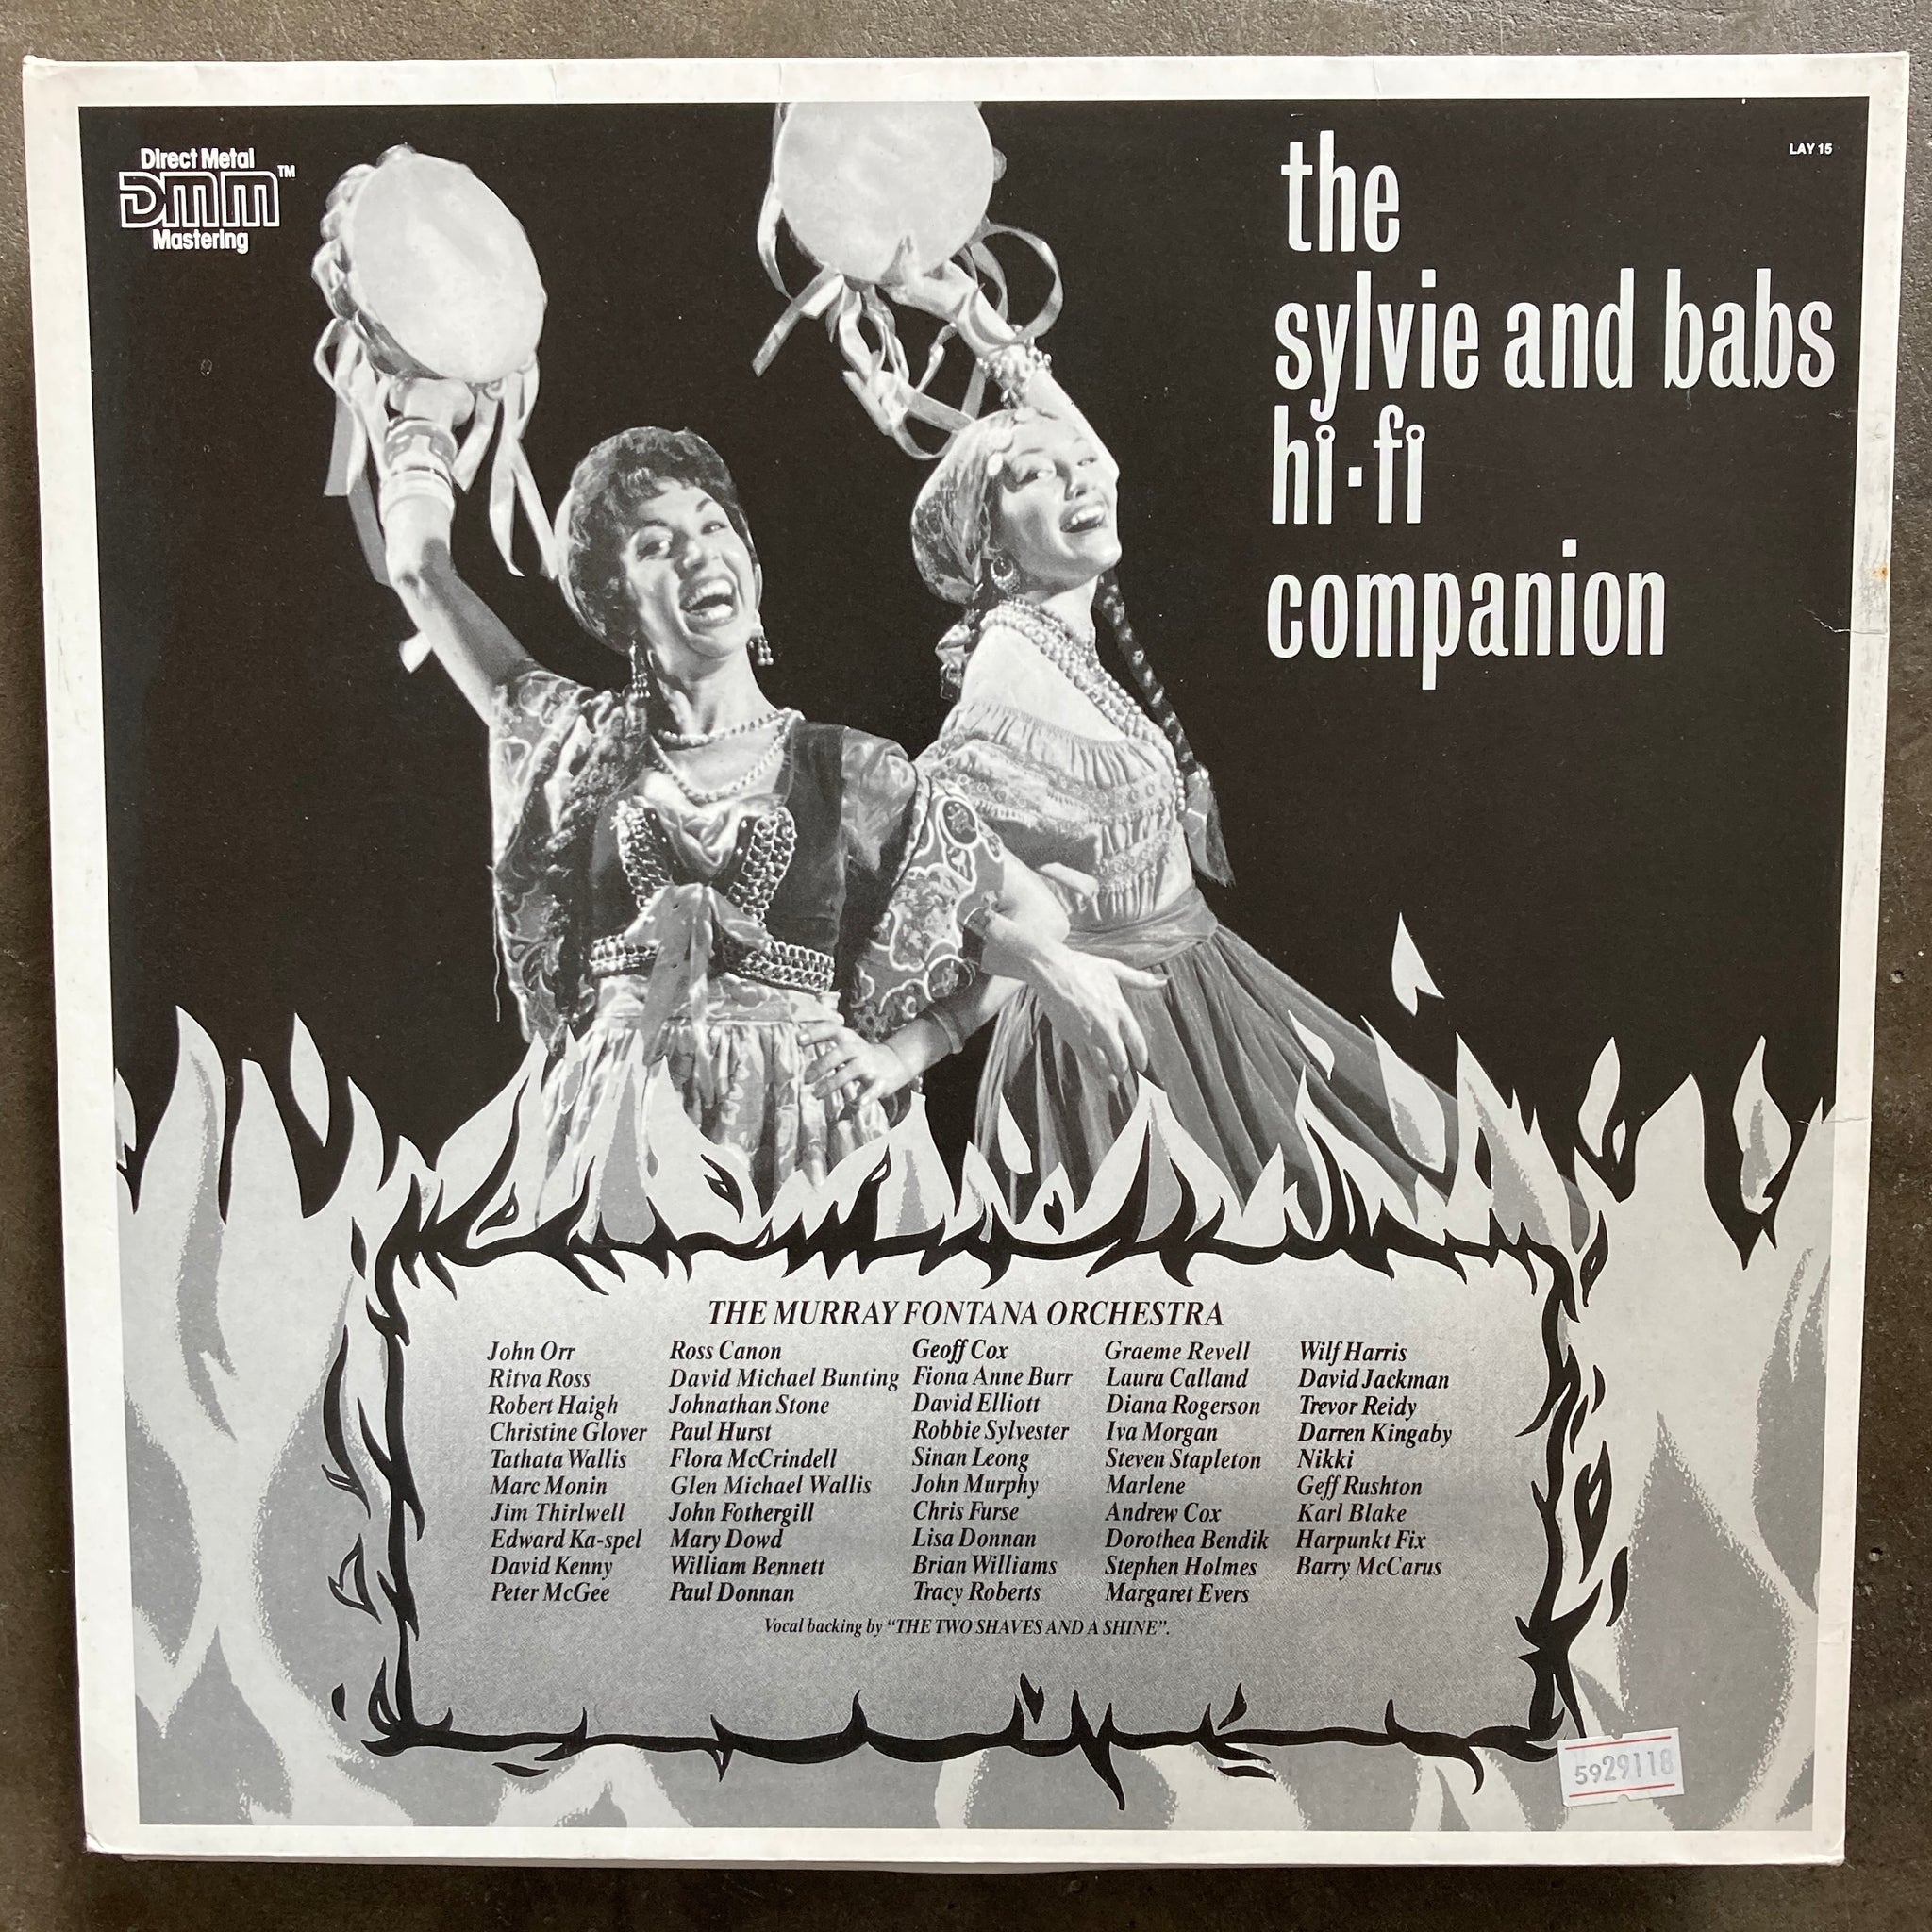 Direct Metal
DMM™
Mastering
LAY 15
the
sylvie and babs
hi·fi
companion
THE MURRAY FONTANA ORCHESTRA
John Orr
Ritva Ross
Robert Haigh
Christine Glover
Tathata Wallis
Marc Monin
Jim Thirlwell
Edward Ka-spel
David Kenny
Peter McGee
Ross Canon
David Michael Bunting
Johnathan Stone
Paul Hurst
Flora McCrindell
Glen Michael Wallis
John Fothergill
Mary Dowd
William Bennett
Paul Donnan
Geoff Cox
Fiona Anne Burr
David Elliott
Robbie Sylvester
Sinan Leong
John Murphy
Chris Furse
Lisa Donnan
Brian Williams
Tracy Roberts
Graeme Revell
Laura Calland
Diana Rogerson
Iva Morgan
Steven Stapleton
Marlene
Andrew Cox
Dorothea Bendik
Stephen Holmes
Margaret Evers
Wilf Harris
David Jackman
Trevor Reidy
Darren Kingaby
Nikki
Geff Rushton
Karl Blake
Harpunkt Fix
Barry McCarus
Vocal backing by “THE TWO SHAVES AND A SHINE”.
5929118